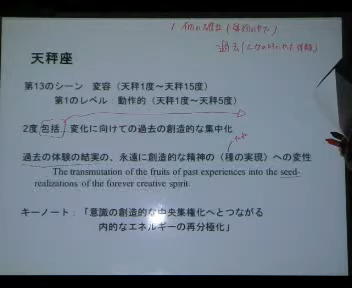 天秤座
第13のシーン 変容(天秤1度～天秤15度)
第1のレベル：動作的(天秤1度～天秤5度)
2度 包括：変化に向けての過去の創造的な集中化
過去の体験の結実の、永遠に創造的な精神の(種の実現)への変性
The transmutation of the fruits of past experiences into the seed-
realizations of the forever creative spirit
キーノート：「意識の創造的な中央集権化へとつながる
内的なエネルギーの再分極化」